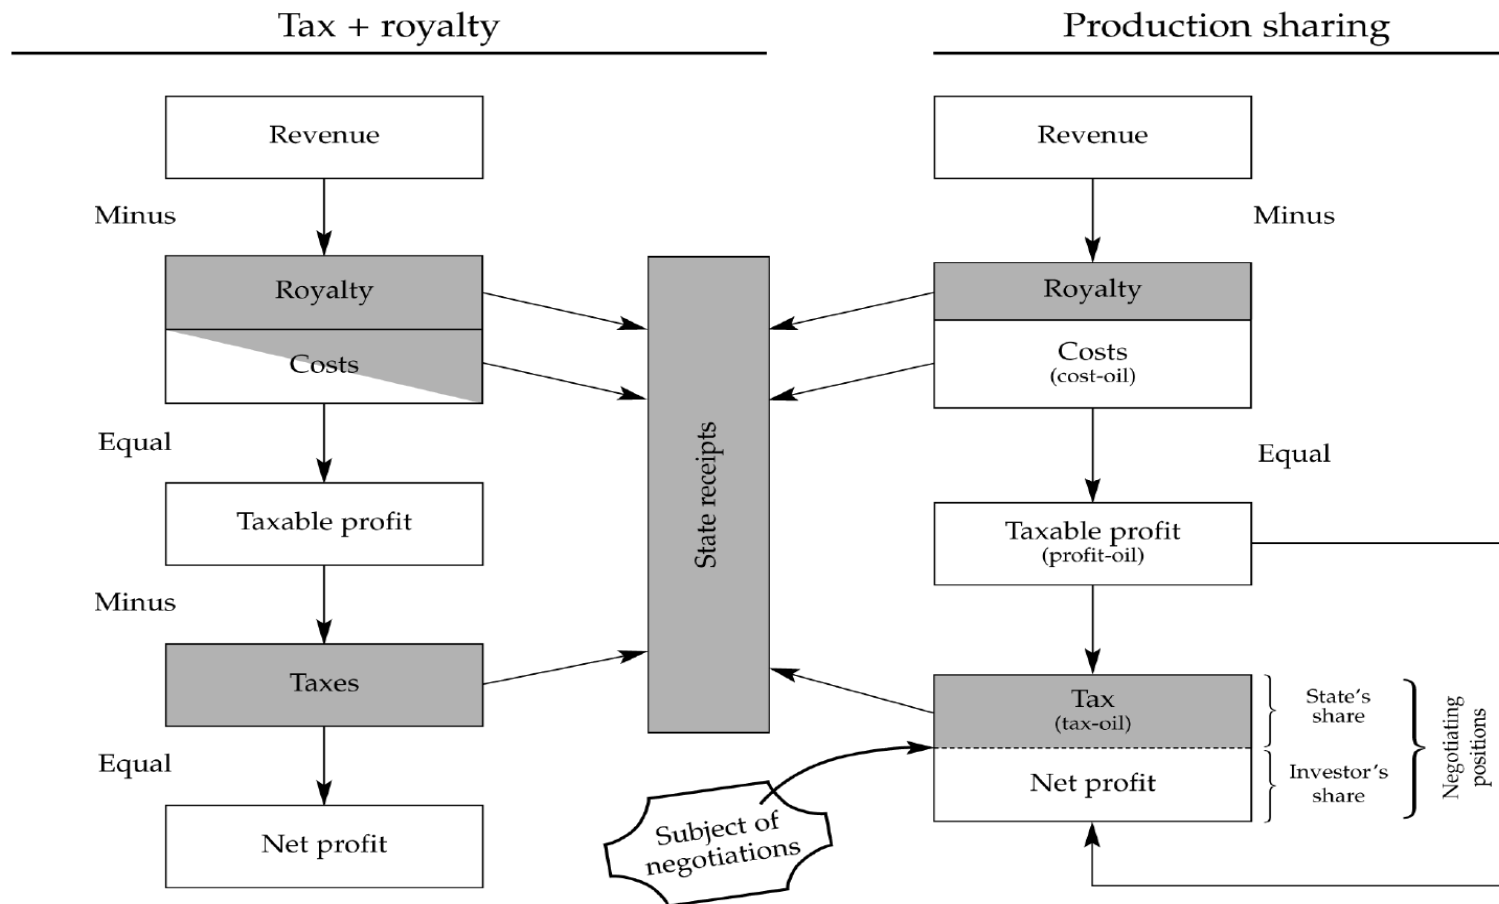 Tax + royalty
Revenue
Minus
Royalty
Costs
Equal
Taxable profit
Minus
Taxes
Equal
Net profit
State receipts
Subject of
negotiations
Production sharing
Revenue
Minus
Royalty
Costs
(cost-oil)
Equal
Taxable profit
(profit-oil)
Tax
(tax-oil)
Net profit
State's
share
Investor's
share
Negotiating
positions